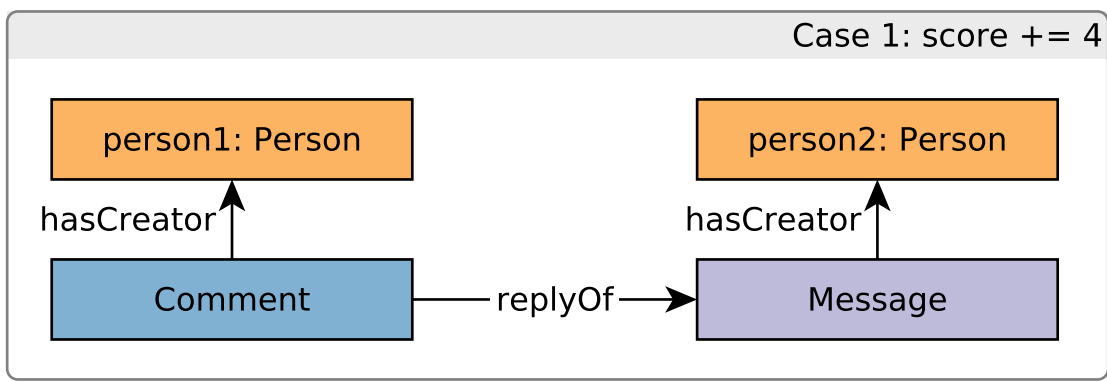 Case 1: score += 4
person1: Person
person2: Person
hasCreator
hasCreator
Comment
replyOf
Message